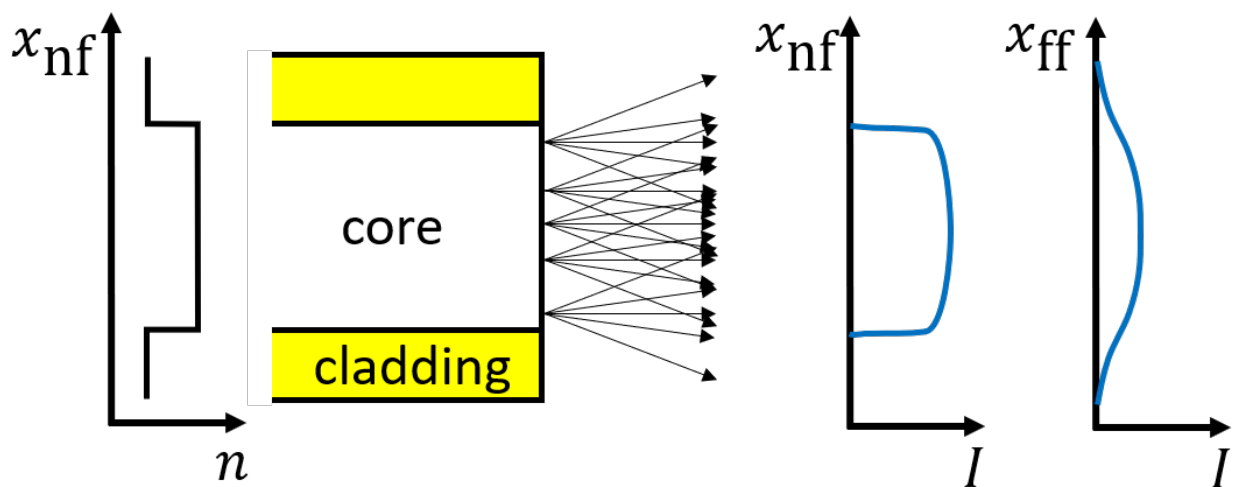 x_nf
n
core
cladding
x_nf
I
x_ff
I